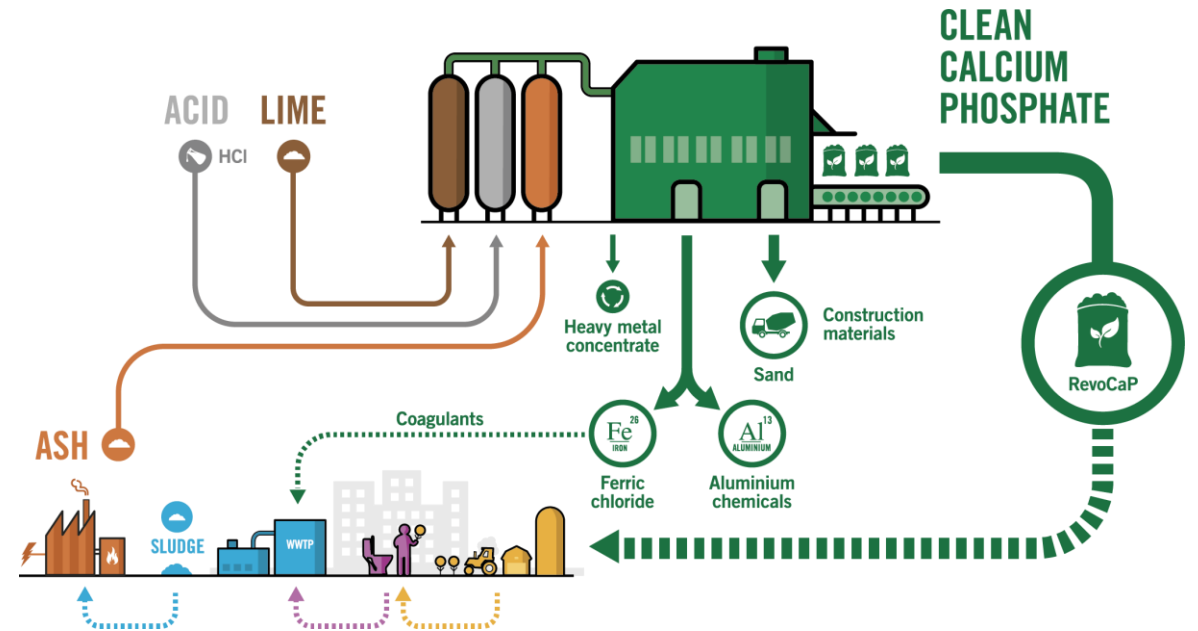 CLEAN
CALCIUM
PHOSPHATE
ACID
LIME
HCl
Heavy metal
concentrate
Construction
materials
Sand
RevoCaP
Coagulants
26
Fe
IRON
13
Al
ALUMINIUM
ASH
Ferric
chloride
Aluminium
chemicals
SLUDGE
WWTP